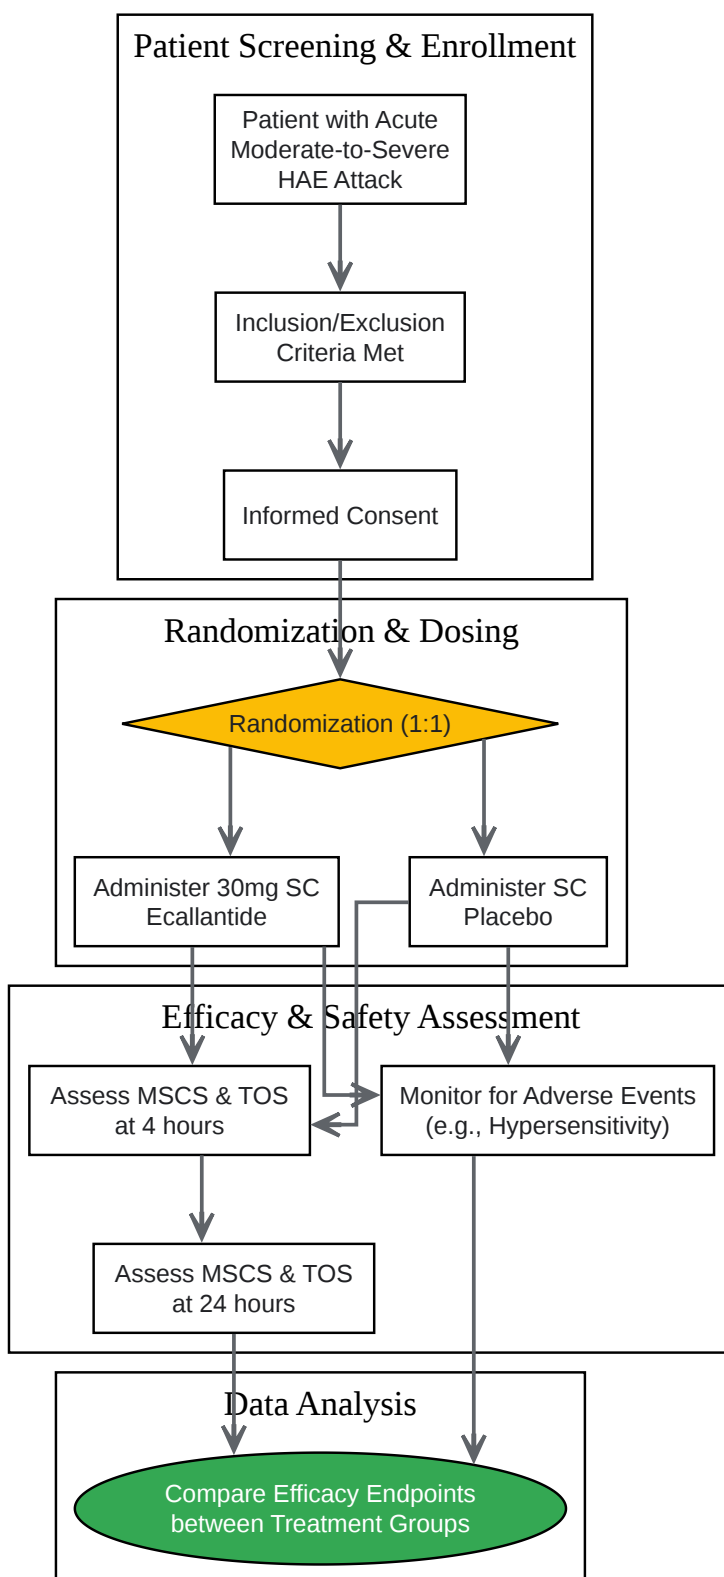 Patient Screening & Enrollment
Patient with Acute
Moderate-to-Severe
HAE Attack
Inclusion/Exclusion
Criteria Met
Informed Consent
Randomization & Dosing
Randomization (1:1)
Administer 30mg SC
Ecallantide
Administer SC
Placebo
Efficacy & Safety Assessment
Assess MSCS & TOS
at 4 hours
Monitor for Adverse Events
(e.g., Hypersensitivity)
Assess MSCS & TOS
at 24 hours
Data Analysis
Compare Efficacy Endpoints
between Treatment Groups